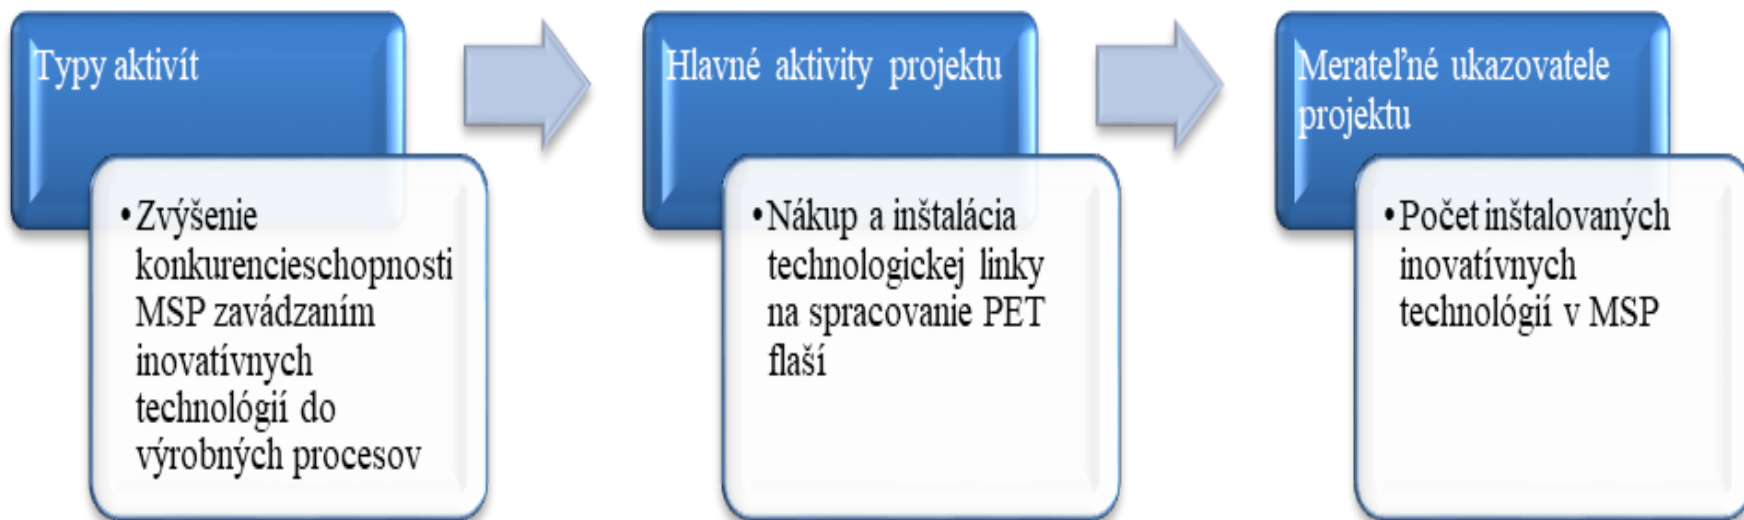 Typy aktivít
• Zvýšenie
konkurencieschopnosti
MSP zavádzaním
inovatívnych
technológií do
výrobných procesov
Hlavné aktivity projektu
• Nákup a inštalácia
technologickej linky
na spracovanie PET
flaší
Merateľné ukazovatele
projektu
• Počet inštalovaných
inovatívnych
technológií v MSP